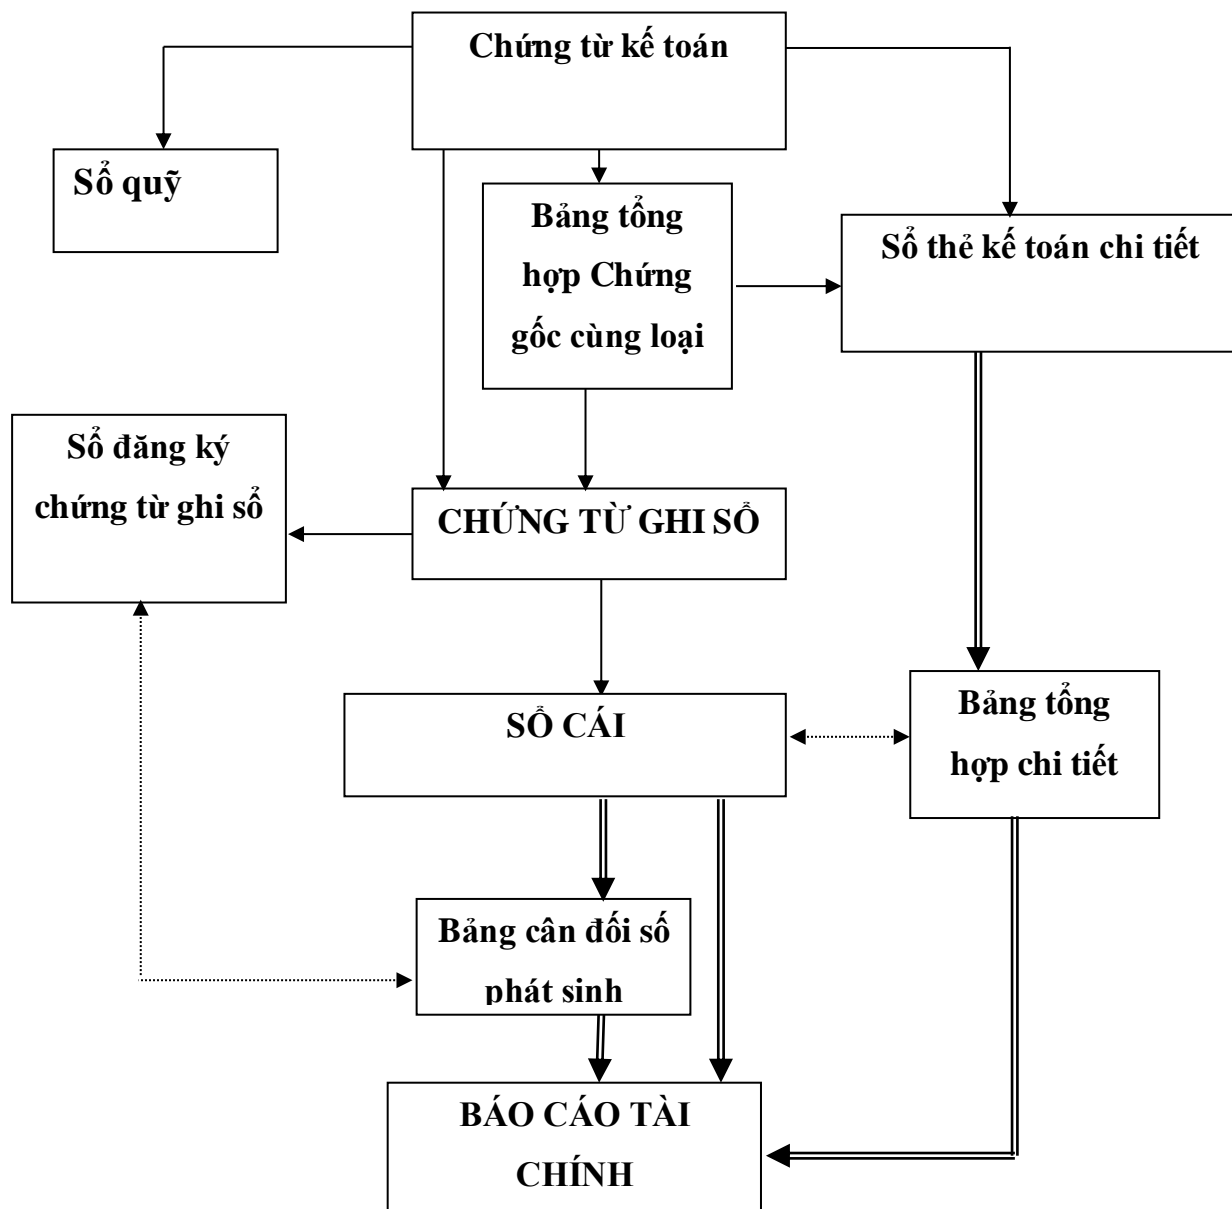 Chứng từ kế toán
Sổ quỹ
Bảng tổng
hợp Chứng
gốc cùng loại
Sổ thẻ kế toán chi tiết
Sổ đăng ký
chứng từ ghi sổ
CHỨNG TỪ GHI SỔ
SỔ CÁI
Bảng tổng
hợp chi tiết
Bảng cân đối số
phát sinh
BÁO CÁO TÀI
CHÍNH